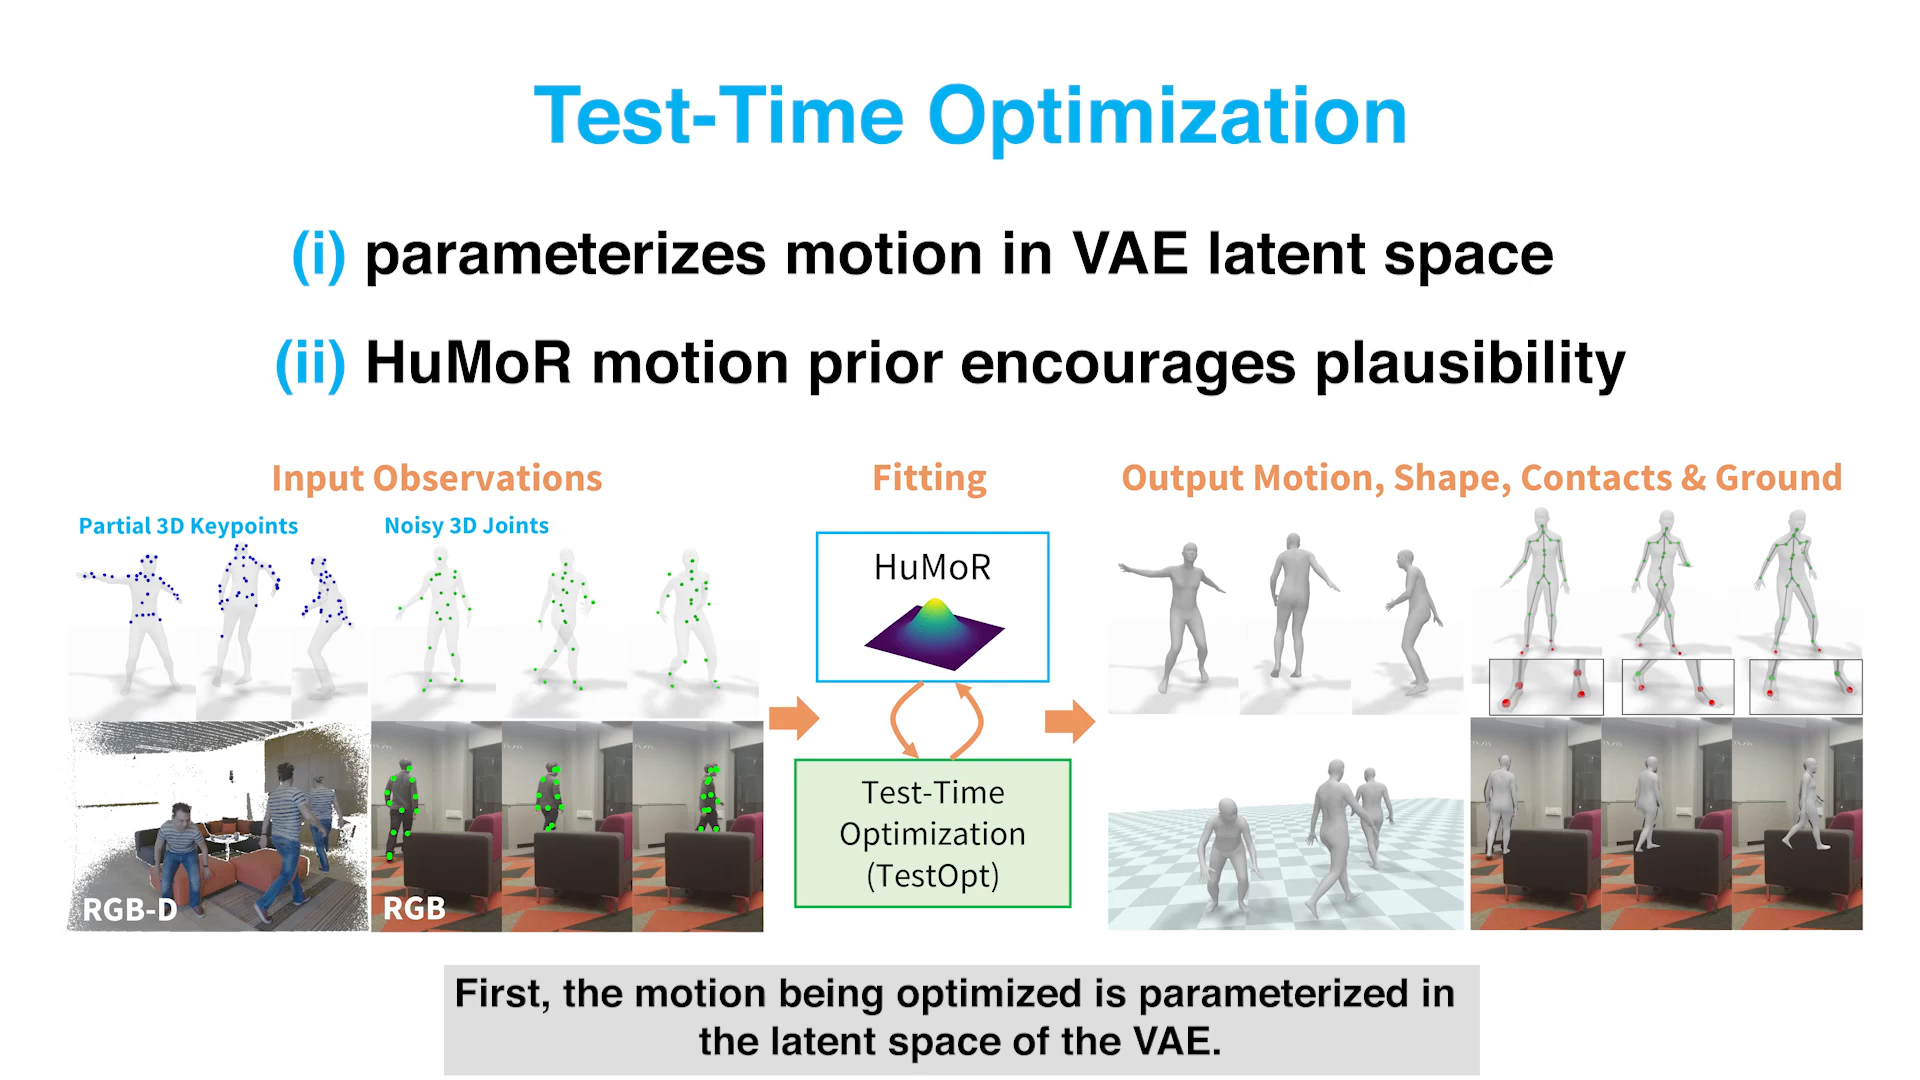 Test-Time Optimization
(i) parameterizes motion in VAE latent space
(ii) HuMoR motion prior encourages plausibility
Input Observations
Fitting
Output Motion, Shape, Contacts & Ground
Partial 3D Keypoints
Noisy 3D Joints
HuMoR
Test-Time
Optimization
(TestOpt)
RGB-D
RGB
First, the motion being optimized is parameterized in
the latent space of the VAE.